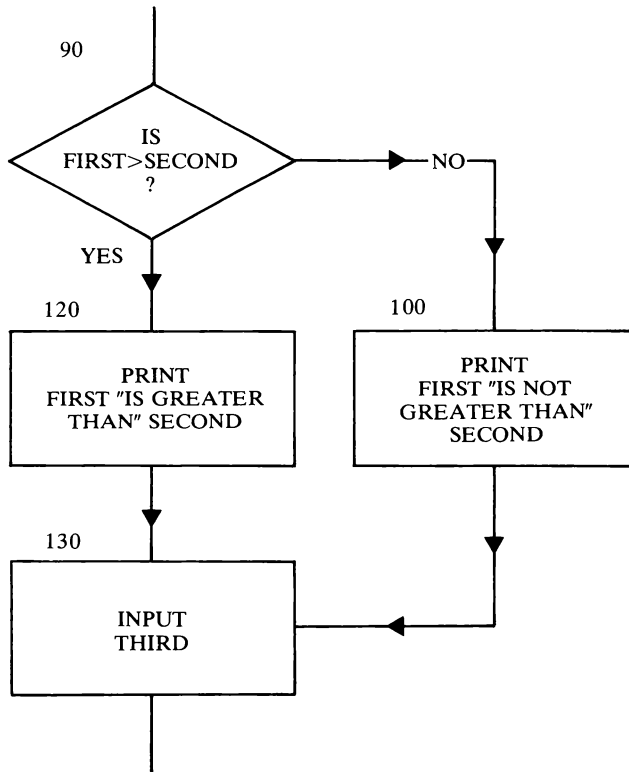 90
IS
FIRST>SECOND
?
NO
YES
120
PRINT
FIRST "IS GREATER
THAN" SECOND
100
PRINT
FIRST "IS NOT
GREATER THAN"
SECOND
130
INPUT
THIRD